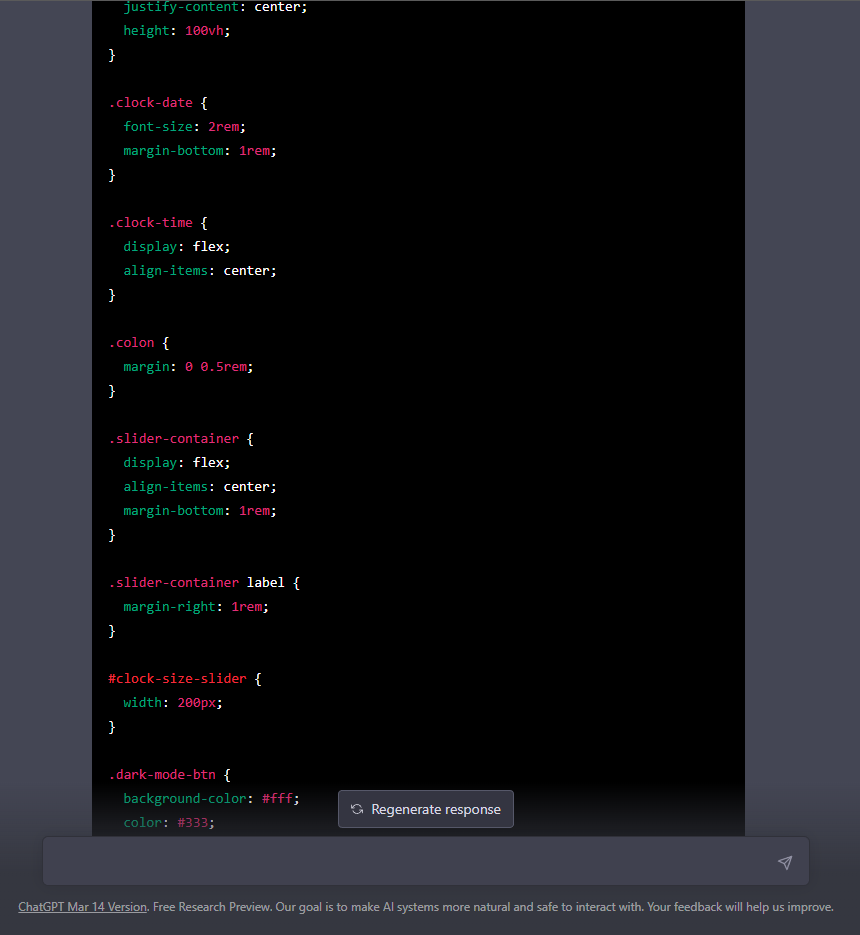 justify-content: center;
height: 100vh;
}
.clock-date {
font-size: 2rem;
margin-bottom: 1rem;
}
.clock-time {
display: flex;
align-items: center;
}
.colon {
margin: 0 0.5rem;
}
.slider-container {
display: flex;
align-items: center;
margin-bottom: 1rem;
}
.slider-container label {
margin-right: 1rem;
}
#clock-size-slider {
width: 200px;
}
.dark-mode-btn {
background-color: #fff;
color: #333;
Regenerate response
ChatGPT Mar 14 Version. Free Research Preview. Our goal is to make AI systems more natural and safe to interact with. Your feedback will help us improve.